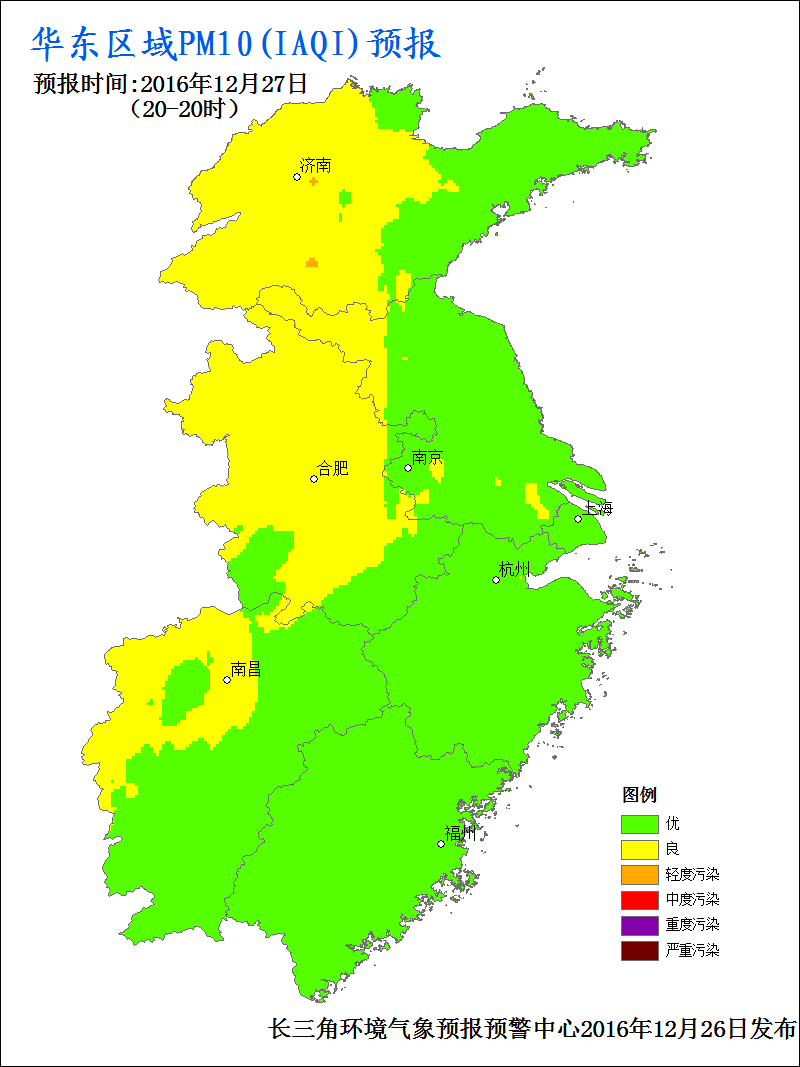 华东区域PM10(IAQI)预报
预报时间:2016年12月27日
（20-20时）
济南
合肥
南京
上海
杭州
南昌
福州
图例
优
良
轻度污染
中度污染
重度污染
严重污染
长三角环境气象预报预警中心2016年12月26日发布